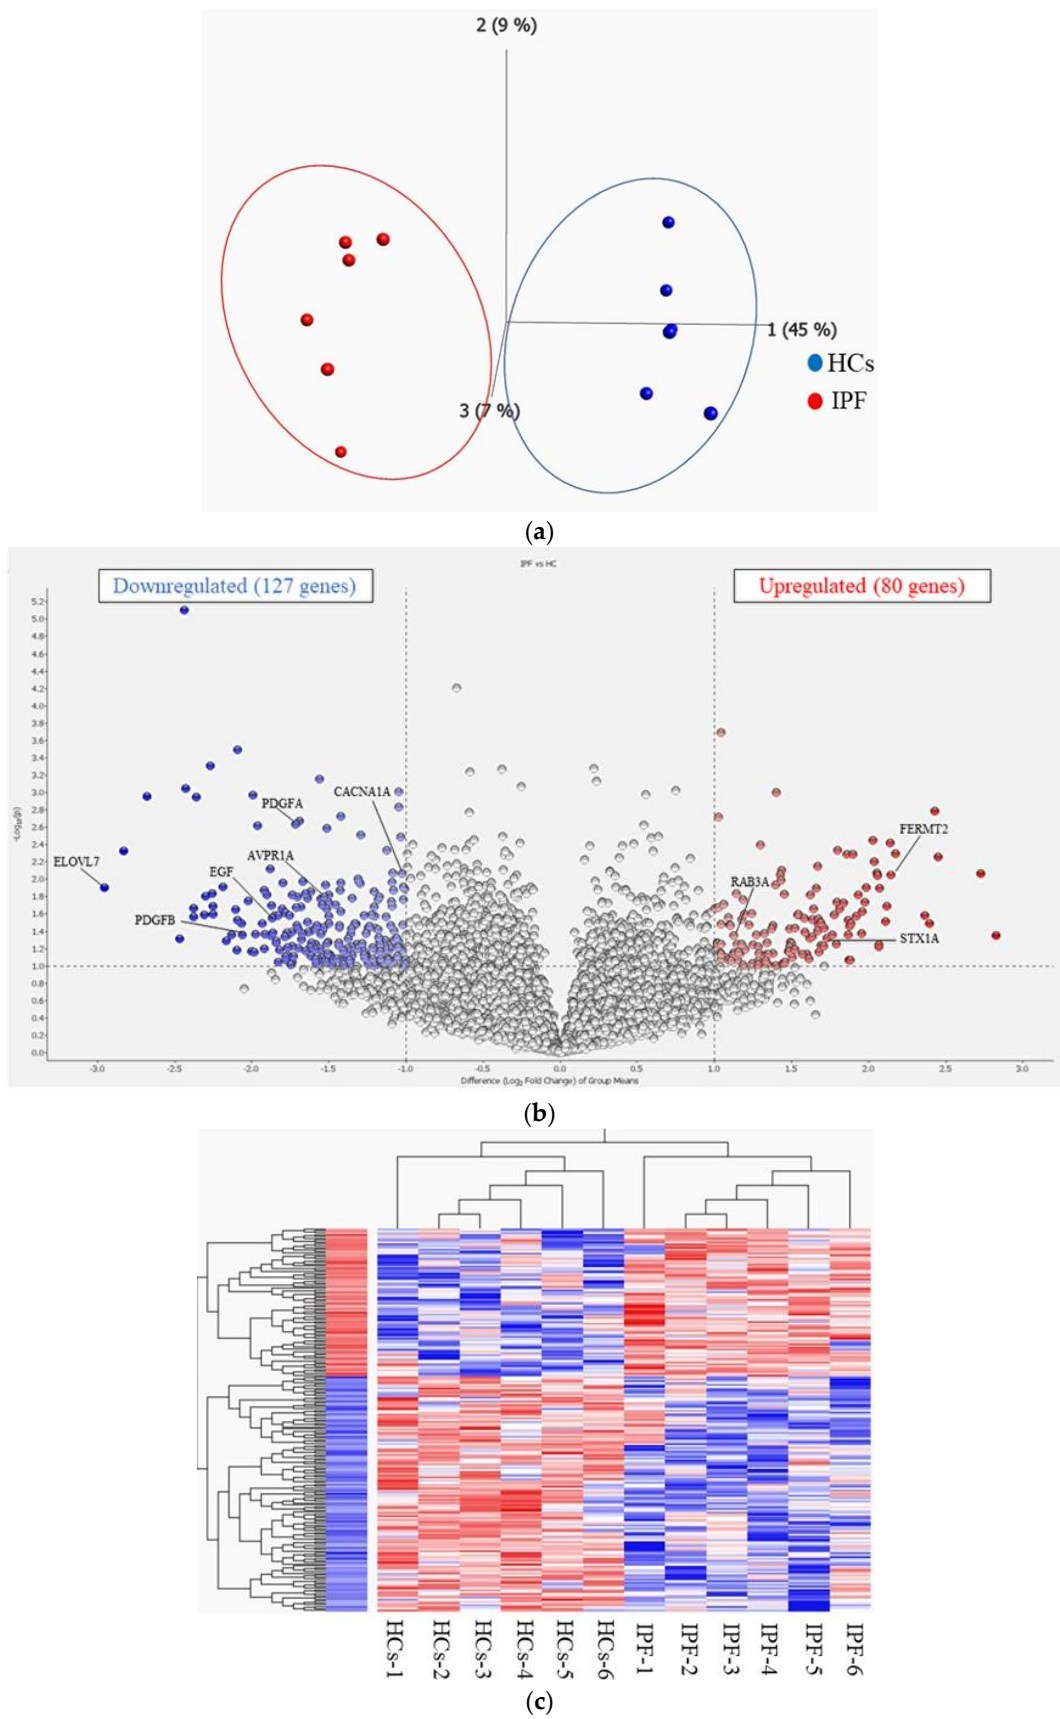 2 (9 %)
1 (45 %)
HCs
IPF
3 (7 %)
(a)
IPF vs HC
Downregulated (127 genes)
Upregulated (80 genes)
5.2
5.0
4.8
4.6
4.4
4.2
4.0
3.8
3.6
3.4
3.2
3.0
2.8
2.6
2.4
2.2
2.0
1.8
1.6
1.4
1.2
1.0
0.8
0.6
0.4
0.2
0.0
-Log₁₀(p)
CACNA1A
PDGFA
FERMT2
ELOVL7
AVPR1A
EGF
RAB3A
PDGFB
STX1A
-3.0 -2.5 -2.0 -1.5 -1.0 -0.5 0.0 0.5 1.0 1.5 2.0 2.5 3.0
Difference (Log₂ Fold Change) of Group Means
(b)
HCs-1 HCs-2 HCs-3 HCs-4 HCs-5 HCs-6 IPF-1 IPF-2 IPF-3 IPF-4 IPF-5 IPF-6
(c)